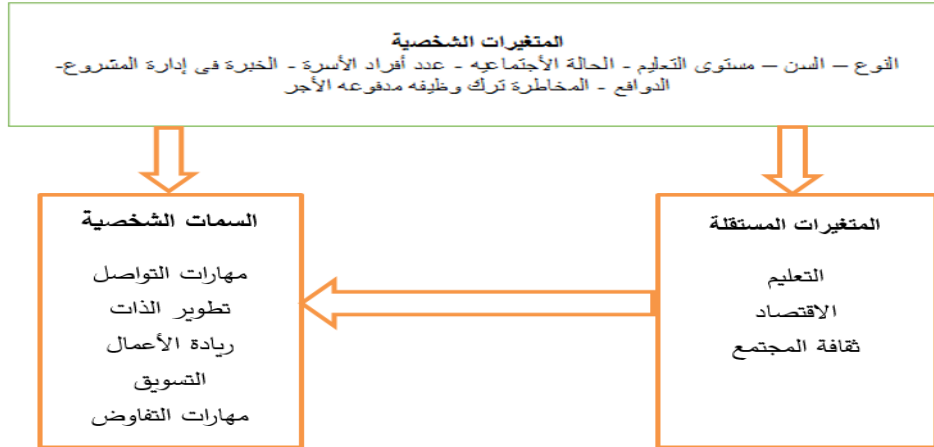 المتغيرات الشخصية
النوع – السن – مستوى التعليم - الحالة الأجتماعيه - عدد أفراد الأسرة - الخبرة فى إدارة المشروع-
الدوافع - المخاطرة ترك وظيفه مدفوعه الأجر
المتغيرات المستقلة
التعليم
الاقتصاد
ثقافة المجتمع
السمات الشخصية
مهارات التواصل
تطوير الذات
ريادة الأعمال
التسويق
مهارات التفاوض